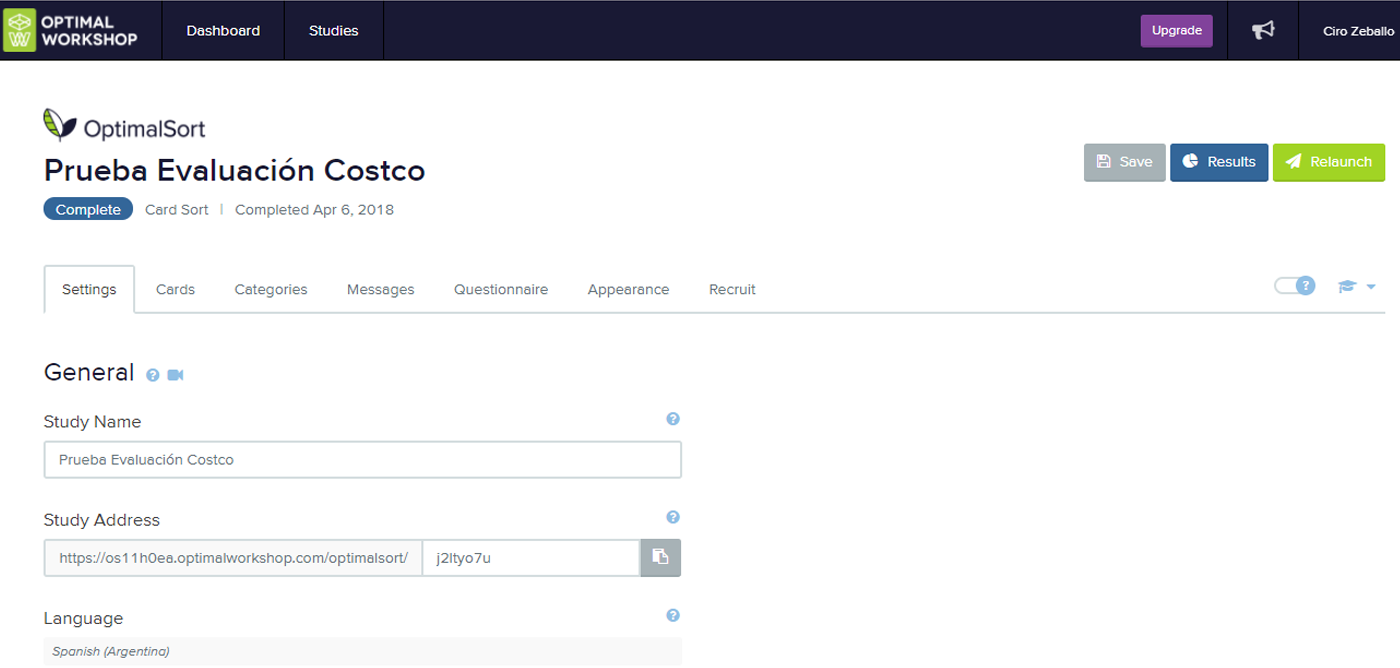 OPTIMAL WORKSHOP
Dashboard
Studies
Upgrade
Ciro Zeballo
OptimalSort
Prueba Evaluación Costco
Save
Results
Relaunch
Complete
Card Sort | Completed Apr 6, 2018
Settings
Cards
Categories
Messages
Questionnaire
Appearance
Recruit
?
General ?
Study Name ?
Prueba Evaluación Costco
Study Address ?
https://os11h0ea.optimalworkshop.com/optimalsort/ j2ltyo7u
Language ?
Spanish (Argentina)